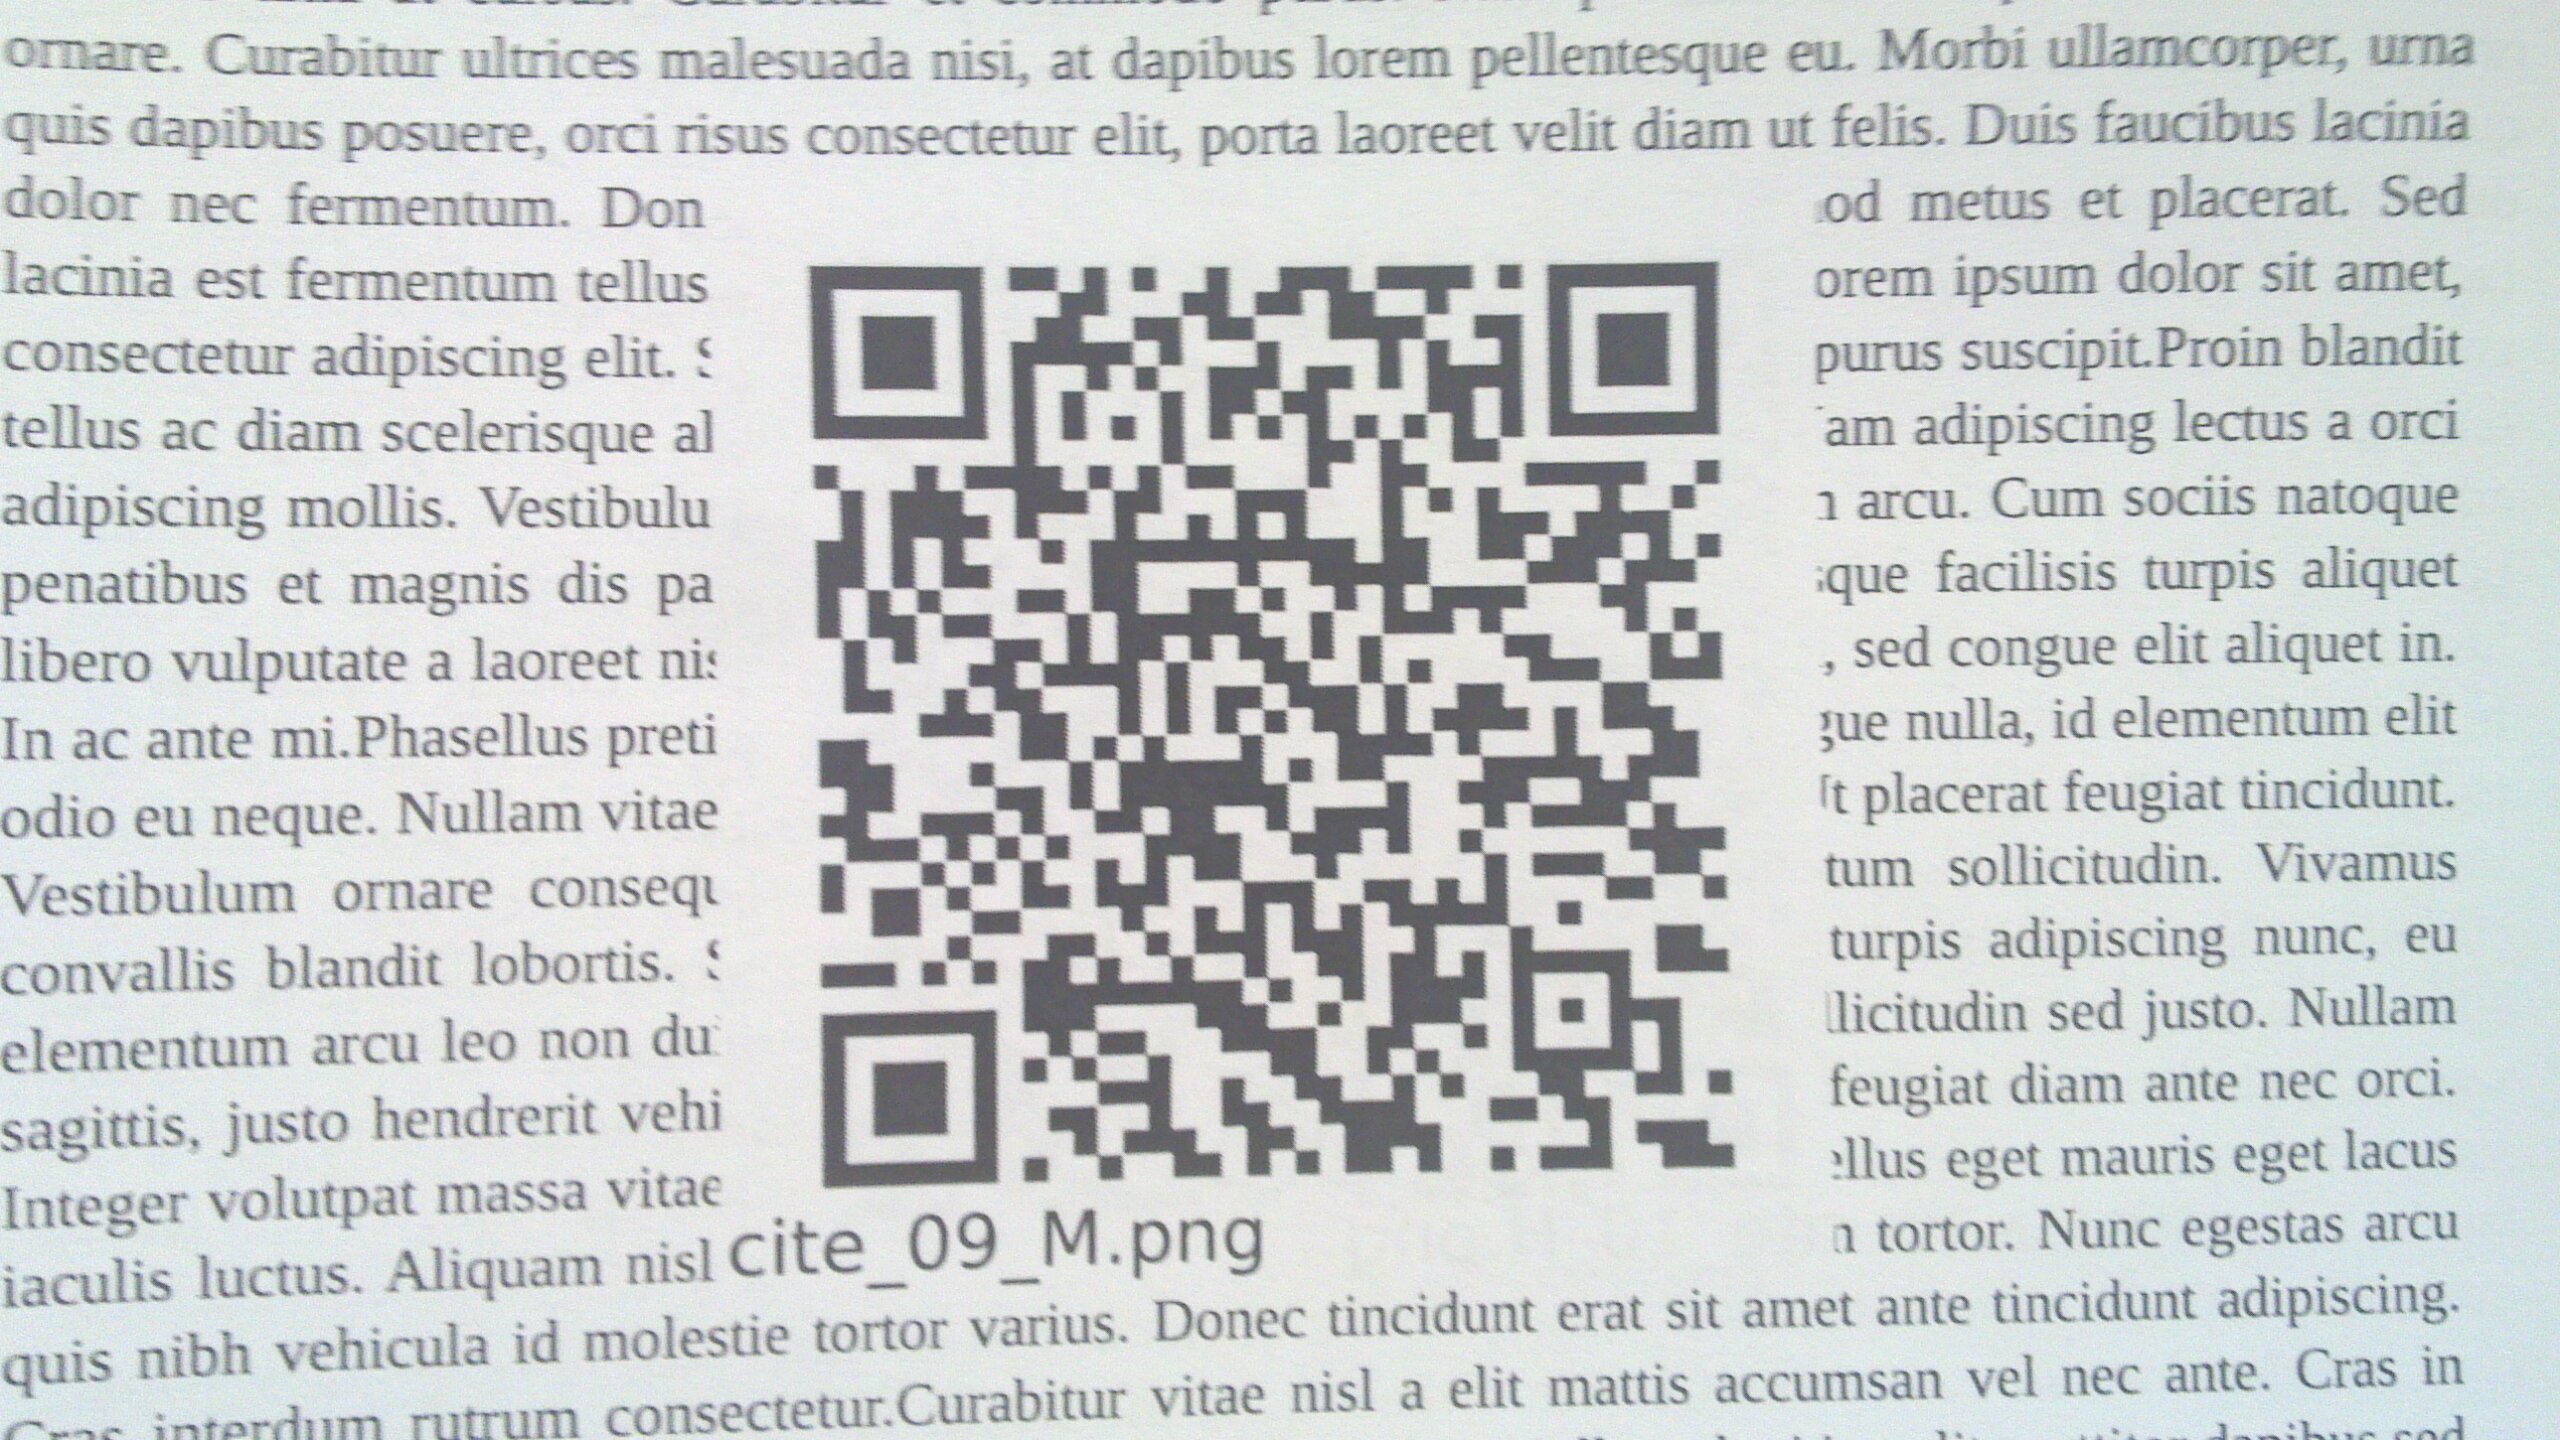 ornare. Curabitur ultrices malesuada nisi, at dapibus lorem pellentesque eu. Morbi ullamcorper, urna
quis dapibus posuere, orci risus consectetur elit, porta laoreet velit diam ut felis. Duis faucibus lacinia
dolor nec fermentum. Don od metus et placerat. Sed
lacinia est fermentum tellus orem ipsum dolor sit amet,
consectetur adipiscing elit. purus suscipit.Proin blandit
tellus ac diam scelerisque al am adipiscing lectus a orci
adipiscing mollis. Vestibulu arcu. Cum sociis natoque
penatibus et magnis dis pa que facilisis turpis aliquet
libero vulputate a laoreet nis , sed congue elit aliquet in.
In ac ante mi.Phasellus preti gue nulla, id elementum elit
odio eu neque. Nullam vitae t placerat feugiat tincidunt.
Vestibulum ornare consequ tum sollicitudin. Vivamus
convallis blandit lobortis. turpis adipiscing nunc, eu
elementum arcu leo non du llicitudin sed justo. Nullam
sagittis, justo hendrerit vehi feugiat diam ante nec orci.
Integer volutpat massa vitae ellus eget mauris eget lacus
iaculis luctus. Aliquam nisl cite_09_M.png tortor. Nunc egestas arcu
quis nibh vehicula id molestie tortor varius. Donec tincidunt erat sit amet ante tincidunt adipiscing.
Cras interdum rutrum consectetur.Curabitur vitae nisl a elit mattis accumsan vel nec ante. Cras in